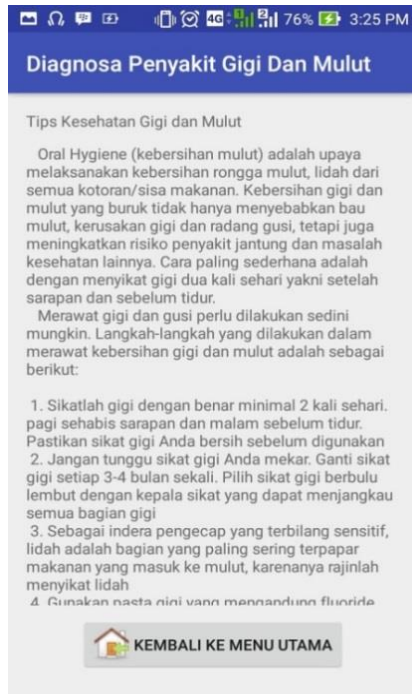 4G 76% 3:25 PM
Diagnosa Penyakit Gigi Dan Mulut
Tips Kesehatan Gigi dan Mulut
Oral Hygiene (kebersihan mulut) adalah upaya
melaksanakan kebersihan rongga mulut, lidah dari
semua kotoran/sisa makanan. Kebersihan gigi dan
mulut yang buruk tidak hanya menyebabkan bau
mulut, kerusakan gigi dan radang gusi, tetapi juga
meningkatkan risiko penyakit jantung dan masalah
kesehatan lainnya. Cara paling sederhana adalah
dengan menyikat gigi dua kali sehari yakni setelah
sarapan dan sebelum tidur.
Merawat gigi dan gusi perlu dilakukan sedini
mungkin. Langkah-langkah yang dilakukan dalam
merawat kebersihan gigi dan mulut adalah sebagai
berikut:
1. Sikatlah gigi dengan benar minimal 2 kali sehari.
pagi sehabis sarapan dan malam sebelum tidur.
Pastikan sikat gigi Anda bersih sebelum digunakan
2. Jangan tunggu sikat gigi Anda mekar. Ganti sikat
gigi setiap 3-4 bulan sekali. Pilih sikat gigi berbulu
lembut dengan kepala sikat yang dapat menjangkau
semua bagian gigi
3. Sebagai indera pengecap yang terbilang sensitif,
lidah adalah bagian yang paling sering terpapar
makanan yang masuk ke mulut, karenanya rajinlah
menyikat lidah
4. Gunakan pasta gigi yang mengandung fluoride
KEMBALI KE MENU UTAMA